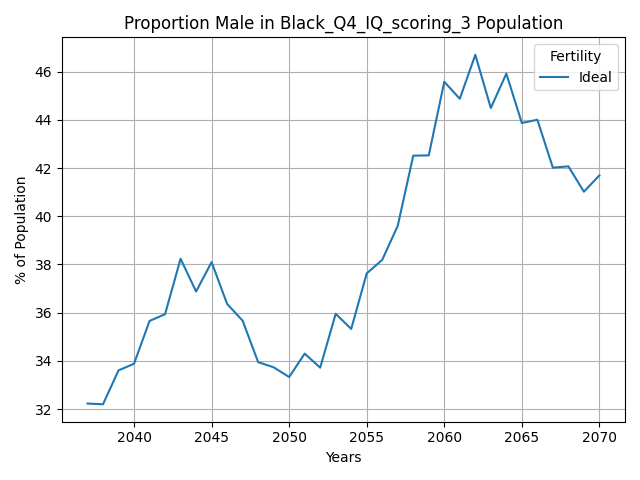 Proportion Male in Black_Q4_IQ_scoring_3 Population
Fertility
Ideal
% of Population
46
44
42
40
38
36
34
32
2040 2045 2050 2055 2060 2065 2070
Years